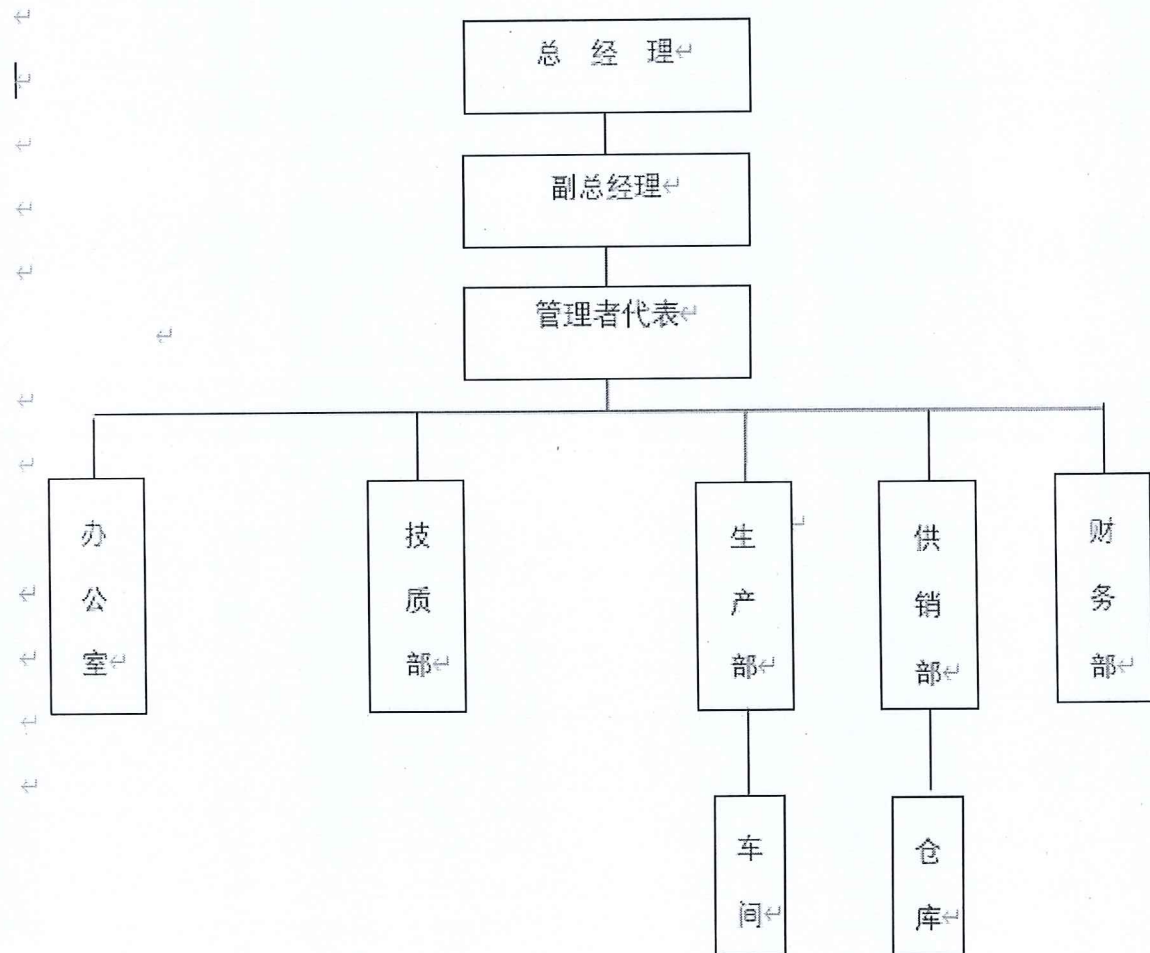 总 经 理
副总经理
管理者代表
办公室
技质部
生产部
供销部
财务部
车间
仓库